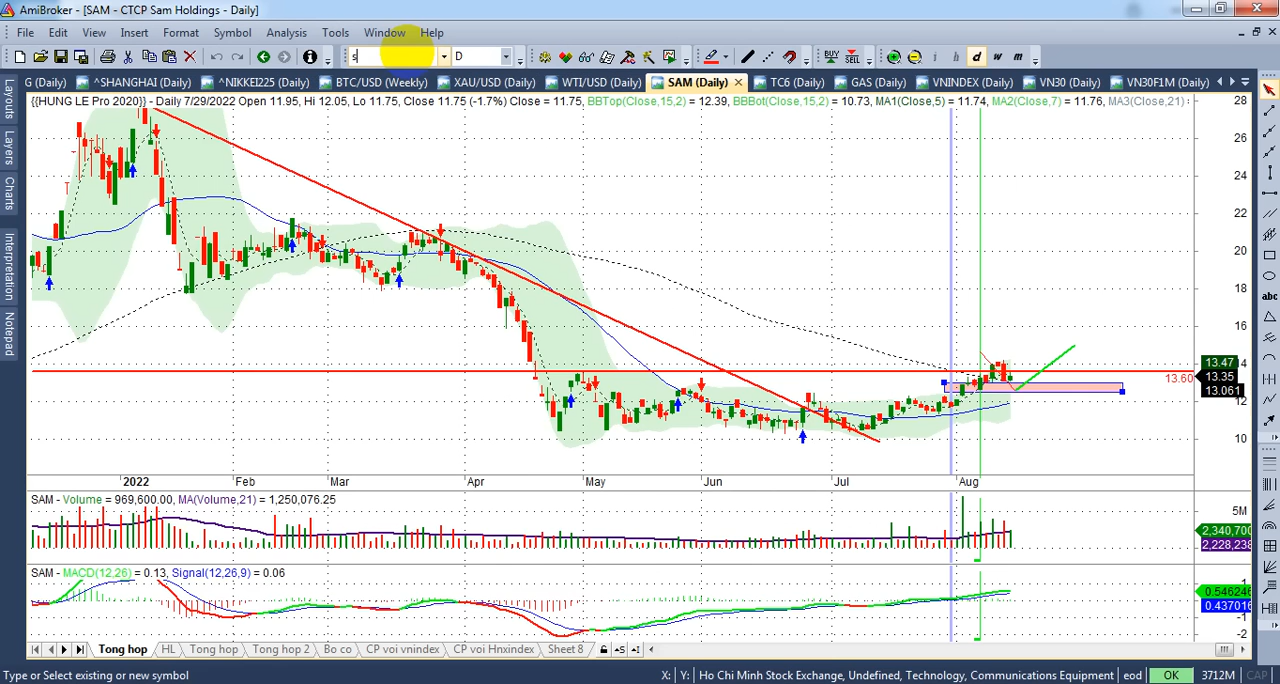 AmiBroker - [SAM - CTCP Sam Holdings - Daily]
File Edit View Insert Format Symbol Analysis Tools Window Help
s D BUY SELL i h d w m
G (Daily) ^SHANGHAI (Daily) ^NIKKEI225 (Daily) BTC/USD (Weekly) XAU/USD (Daily) WTI/USD (Daily) SAM (Daily) TC6 (Daily) GAS (Daily) VNINDEX (Daily) VN30 (Daily) VN30F1M (Daily)
{{HUNG LE Pro 2020}} - Daily 7/29/2022 Open 11.95, Hi 12.05, Lo 11.75, Close 11.75 (-1.7%) Close = 11.75, BBTop(Close,15,2) = 12.39, BBBot(Close,15,2) = 10.73, MA1(Close,5) = 11.74, MA2(Close,7) = 11.76, MA3(Close,21)
Layouts
Layers
Charts
Interpretation
Notepad
abc
28
26
24
22
20
18
16
14
12
10
13.47
13.60
13.35
13.061
2022 Feb Mar Apr May Jun Jul Aug
SAM - Volume = 969,600.00, MA(Volume,21) = 1,250,076.25
5M
2,340,700
2,228,238
SAM - MACD(12,26) = 0.13, Signal(12,26,9) = 0.06
1
0.546246
0.437016
-1
-2
Tong hop HL Tong hop Tong hop 2 Bo co CP voi vnindex CP voi Hnxindex Sheet 8
Type or Select existing or new symbol X: Y: Ho Chi Minh Stock Exchange, Undefined, Technology, Communications Equipment eod OK 3712M CAP